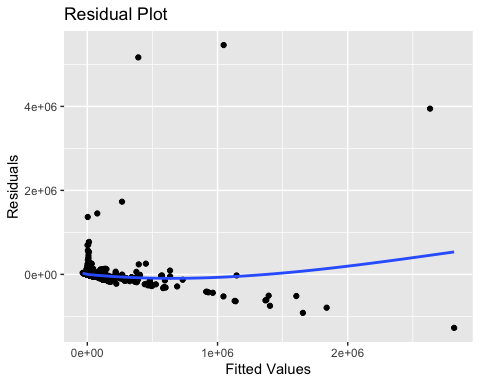 Residual Plot
4e+06
2e+06
0e+00
Residuals
0e+00 1e+06 2e+06
Fitted Values